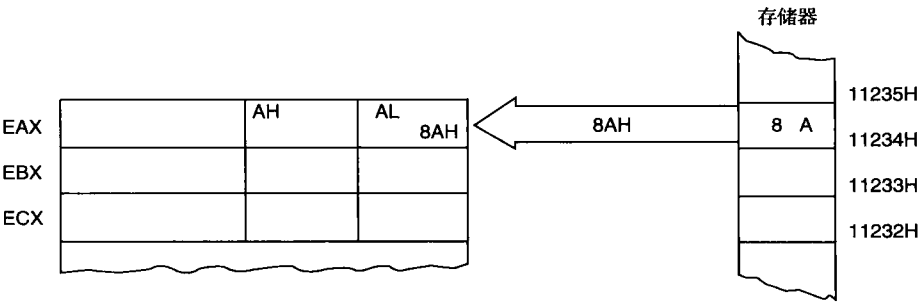 存储器
11235H
AH
AL
EAX
8AH
8AH
8 A
11234H
EBX
11233H
ECX
11232H